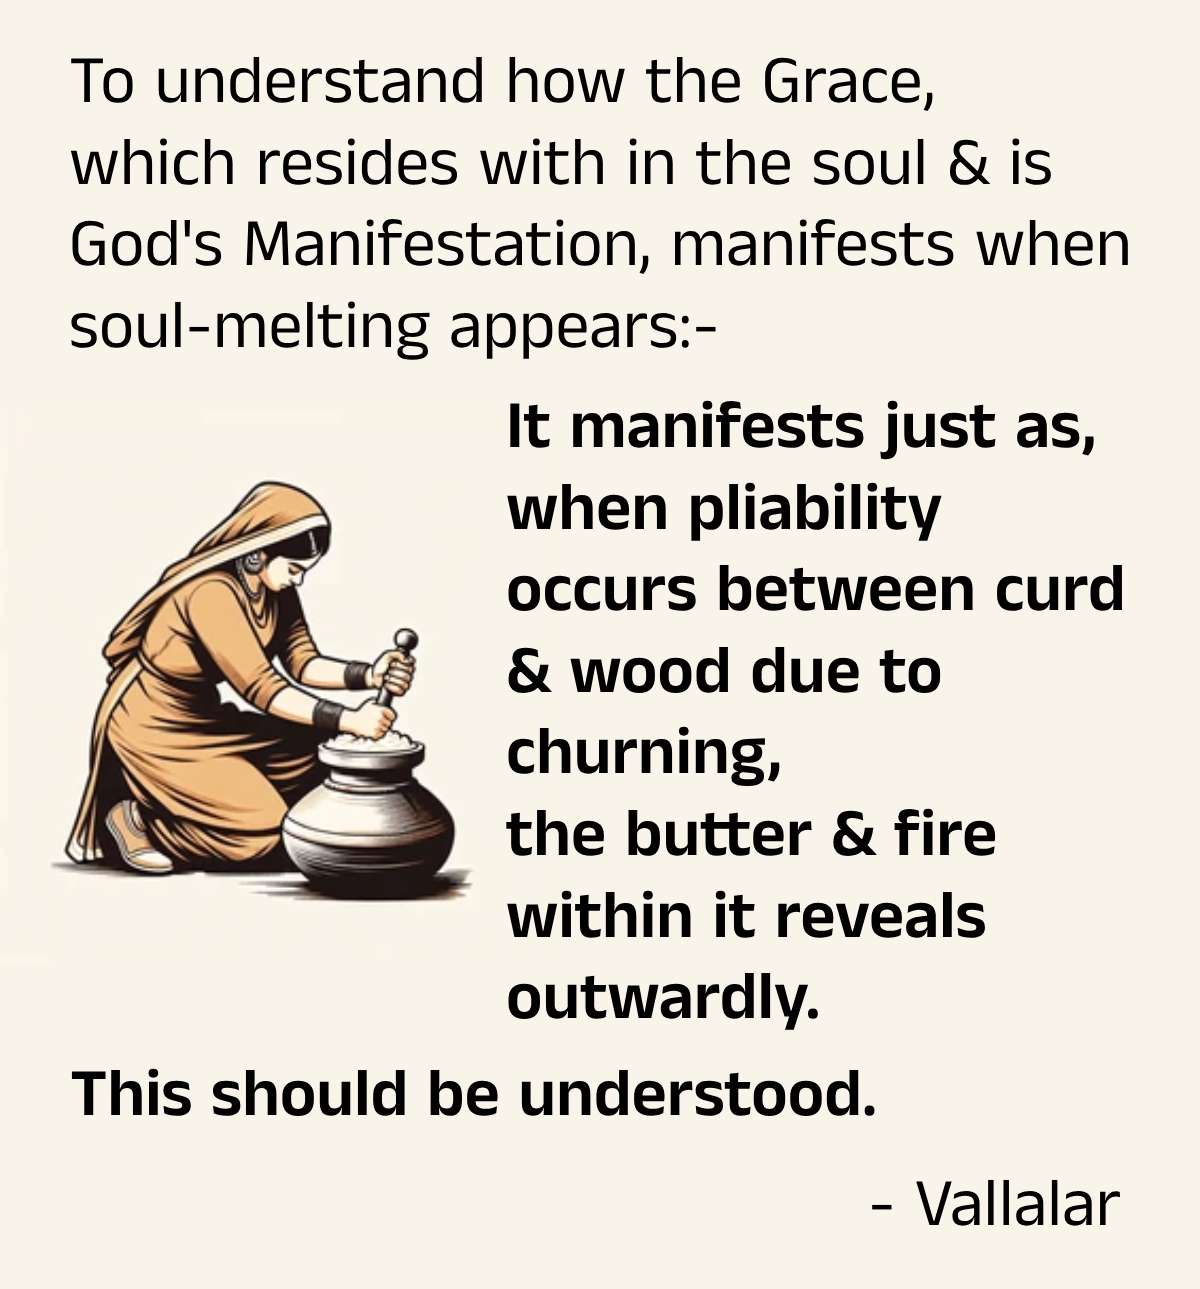 To understand how the Grace,
which resides with in the soul & is
God's Manifestation, manifests when
soul-melting appears:-
It manifests just as,
when pliability
occurs between curd
& wood due to
churning,
the butter & fire
within it reveals
outwardly.
This should be understood.
- Vallalar